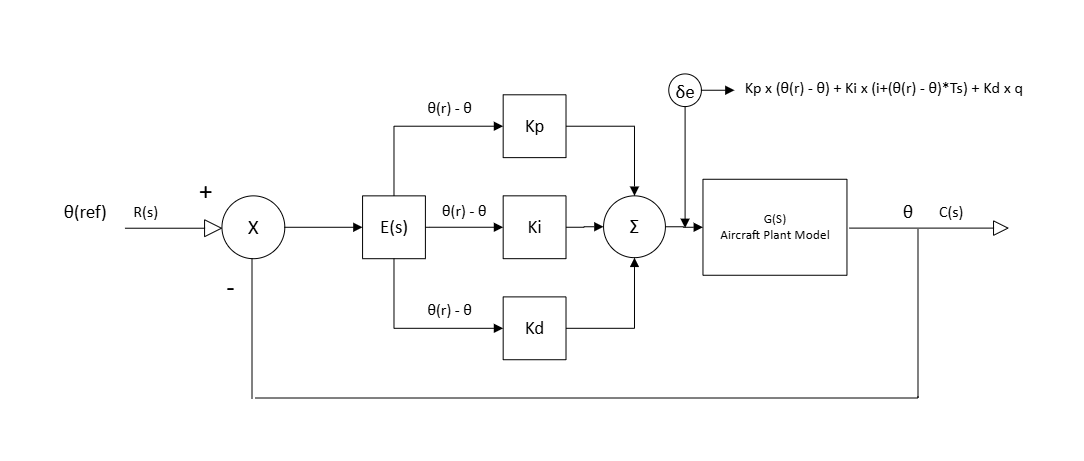 δe
Kp x (θ(r) - θ) + Ki x (i+(θ(r) - θ)*Ts) + Kd x q
θ(r) - θ
Kp
+
θ(ref)
R(s)
X
E(s)
θ(r) - θ
Ki
Σ
G(S)
Aircraft Plant Model
θ
C(s)
-
θ(r) - θ
Kd